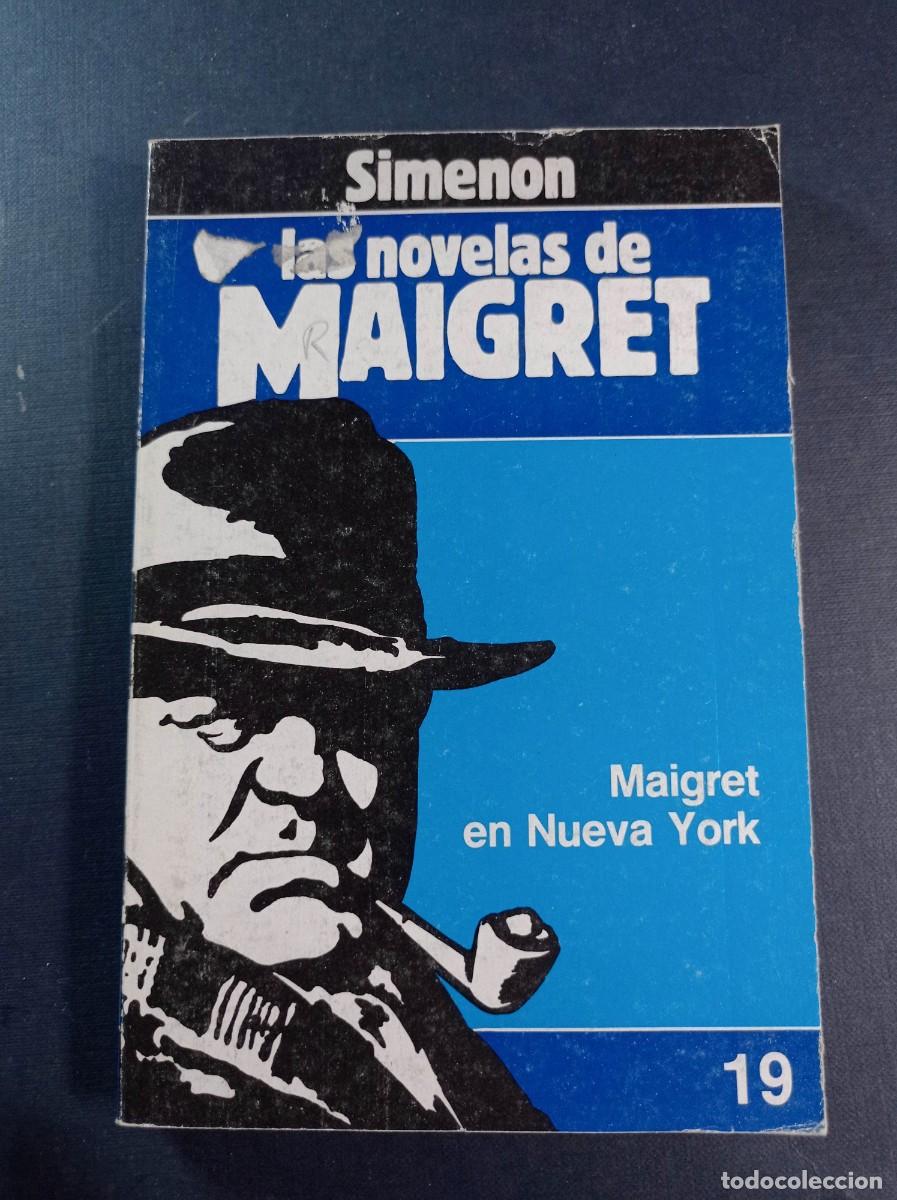 Simenon
las novelas de
MAIGRET
R
Maigret
en Nueva York
19
todocoleccion